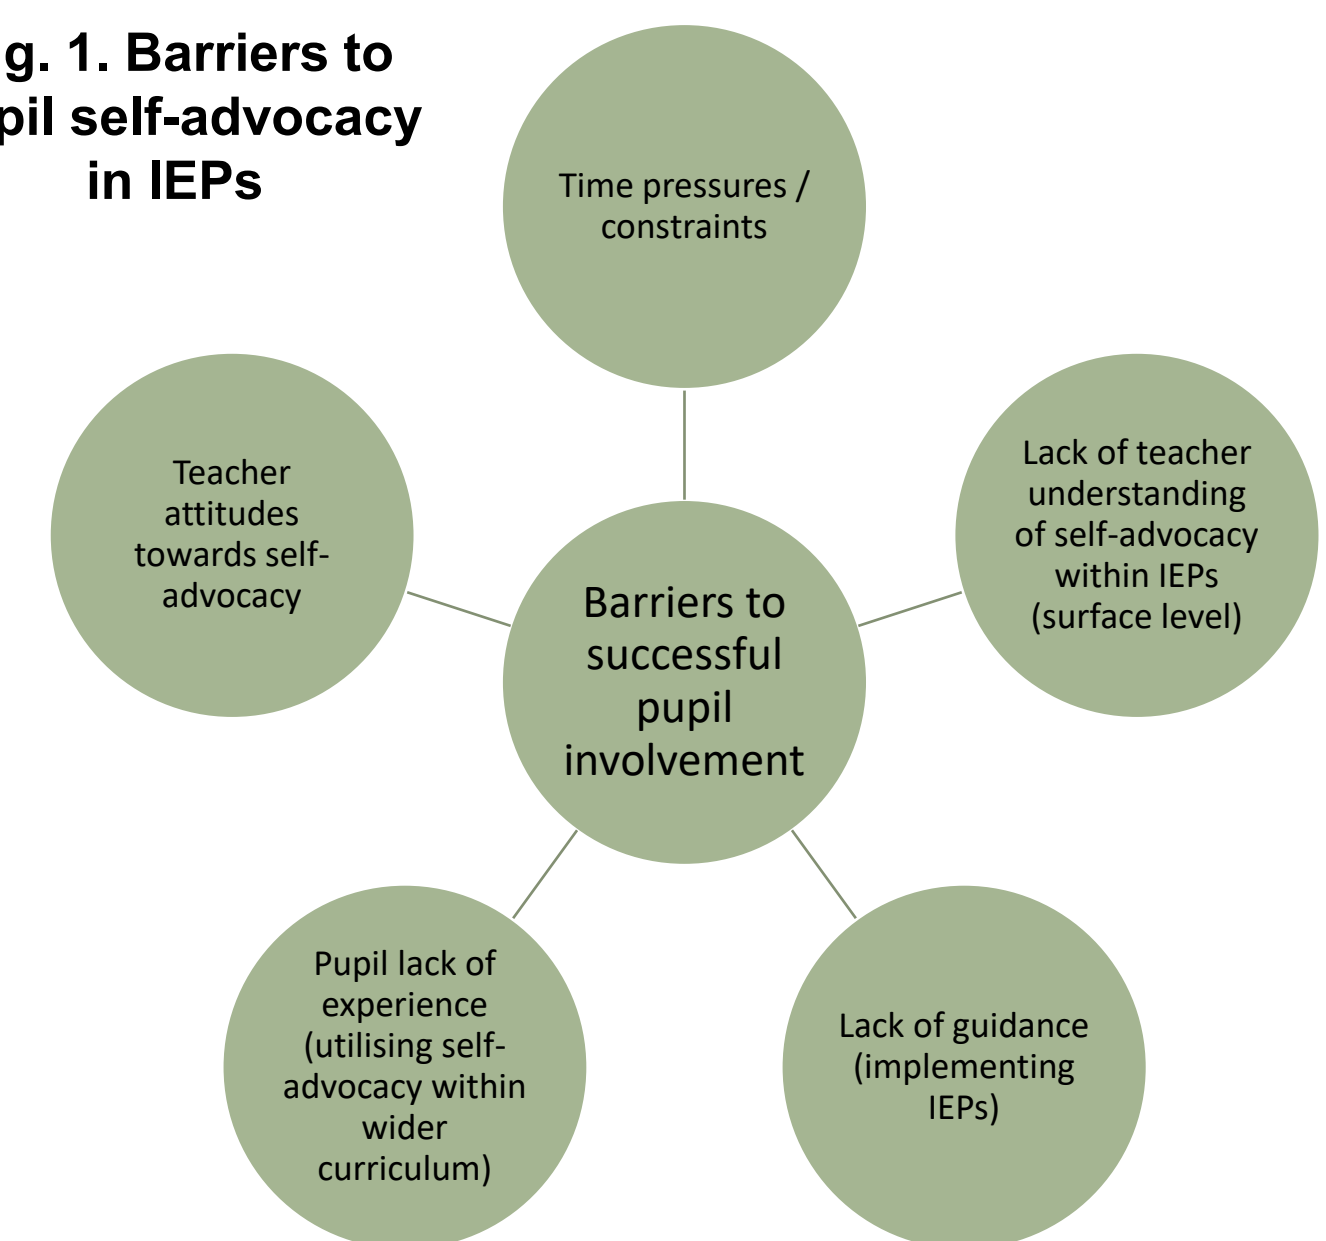 g. 1. Barriers to
pil self-advocacy
in IEPs
Time pressures /
constraints
Lack of teacher
understanding
of self-advocacy
within IEPs
(surface level)
Teacher
attitudes
towards self-
advocacy
Barriers to
successful
pupil
involvement
Pupil lack of
experience
(utilising self-
advocacy within
wider
curriculum)
Lack of guidance
(implementing
IEPs)